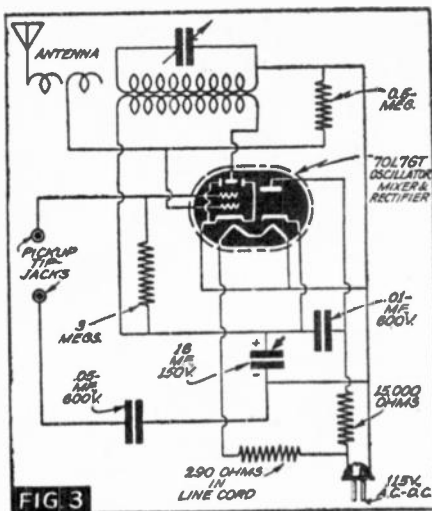 ANTENNA
0.5-
MEG.
70L7GT
OSCILLATOR
MIXER &
RECTIFIER
PICKUP
TIP-
JACKS
3
MEGS.
.01-
MF.
600V.
+
16
MF.
150V.
-
.05-
MF.
600V.
15,000
OHMS
290 OHMS
IN
LINE CORD
115V.
A.C.-D.C.
FIG. 3